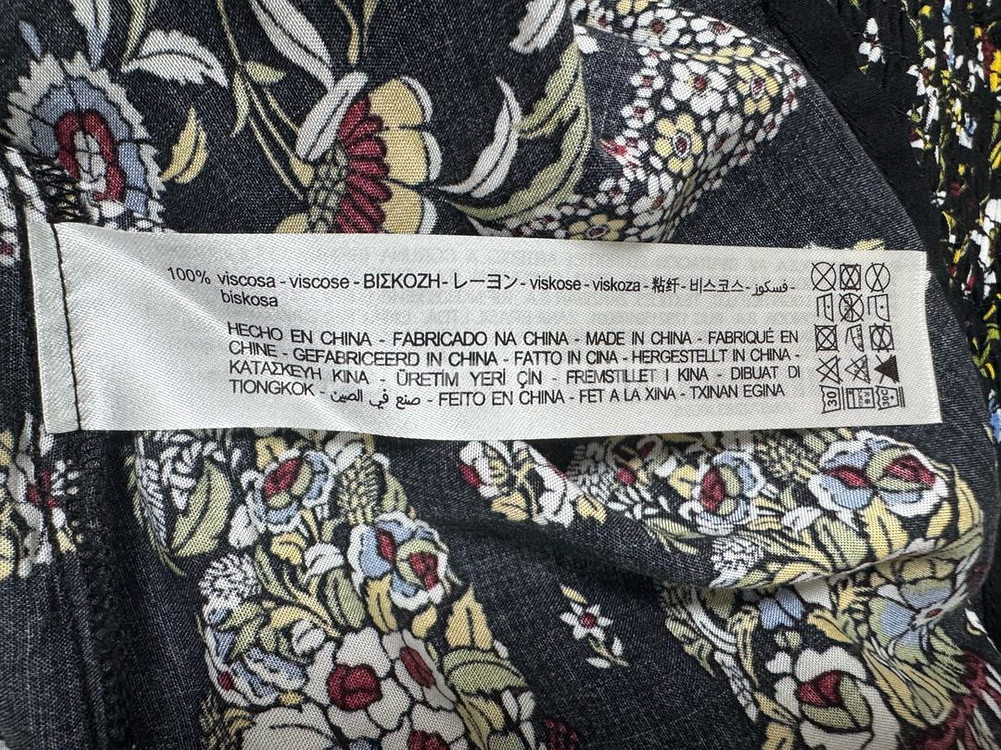 100% viscosa - viscose - ΒΙΣΚΟΖΗ - レーヨン - viskose - viskoza - 粘纤 - 비스코스 - فسكوز -
biskosa
HECHO EN CHINA - FABRICADO NA CHINA - MADE IN CHINA - FABRIQUÉ EN
CHINE - GEFABRICEERD IN CHINA - FATTO IN CINA - HERGESTELLT IN CHINA -
ΚΑΤΑΣΚΕΥΗ ΚΙΝΑ - ÜRETİM YERİ ÇİN - FREMSTILLET I KINA - DIBUAT DI
TIONGKOK - صنع في الصين - FEITO EN CHINA - FET A LA XINA - TXINAN EGINA
30